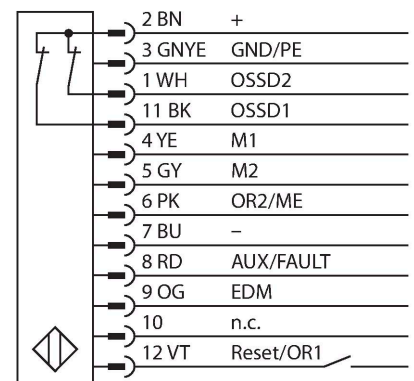 2 BN +
3 GNYE GND/PE
1 WH OSSD2
11 BK OSSD1
4 YE M1
5 GY M2
6 PK OR2/ME
7 BU –
8 RD AUX/FAULT
9 OG EDM
10 n.c.
12 VT Reset/OR1